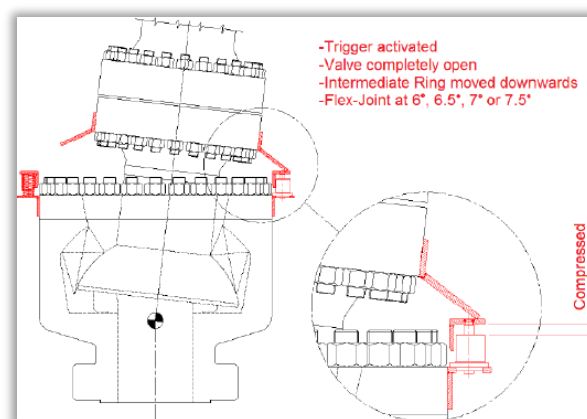 -Trigger activated
-Valve completely open
-Intermediate Ring moved downwards
-Flex-Joint at 6°, 6.5°, 7° or 7.5°
Compressed